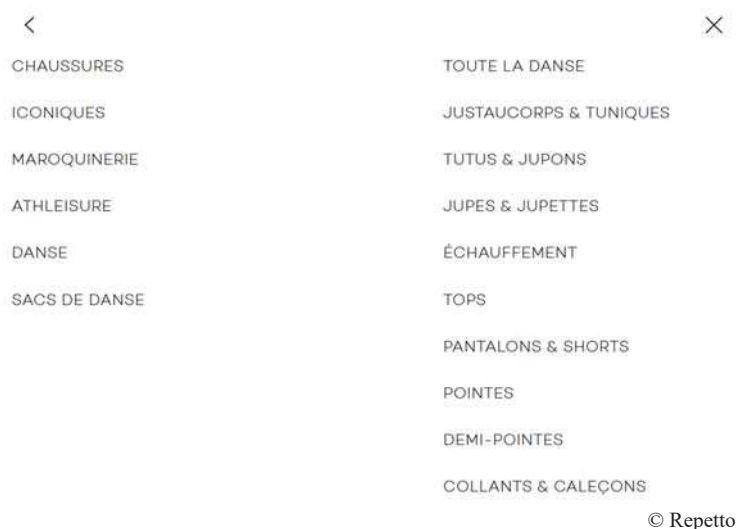 CHAUSSURES
ICONIQUES
MAROQUINERIE
ATHLEISURE
DANSE
SACS DE DANSE
TOUTE LA DANSE
JUSTAUCORPS & TUNIQUES
TUTUS & JUPONS
JUPES & JUPETTES
ÉCHAUFFEMENT
TOPS
PANTALONS & SHORTS
POINTES
DEMI-POINTES
COLLANTS & CALEÇONS
© Repetto